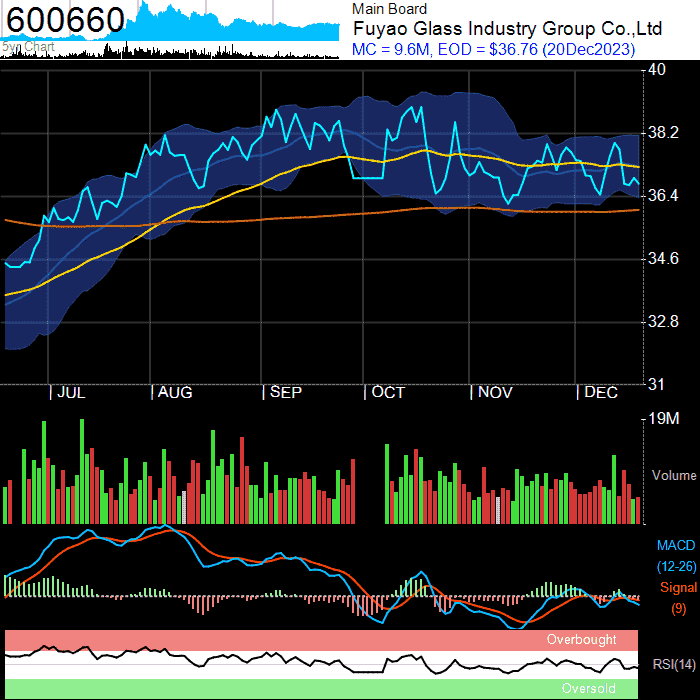 600660
5yr Chart
Main Board
Fuyao Glass Industry Group Co.,Ltd
MC = 9.6M, EOD = $36.76 (20Dec2023)
40
38.2
36.4
34.6
32.8
31
| JUL | AUG | SEP | OCT | NOV | DEC
19M
Volume
MACD
(12-26)
Signal
(9)
Overbought
RSI(14)
Oversold